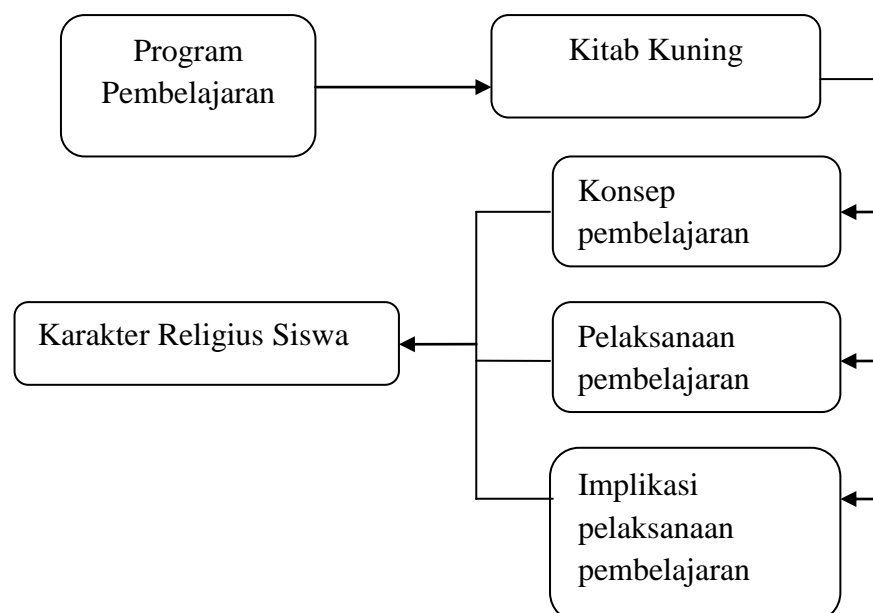 Program
Pembelajaran
Kitab Kuning
Konsep
pembelajaran
Karakter Religius Siswa
Pelaksanaan
pembelajaran
Implikasi
pelaksanaan
pembelajaran